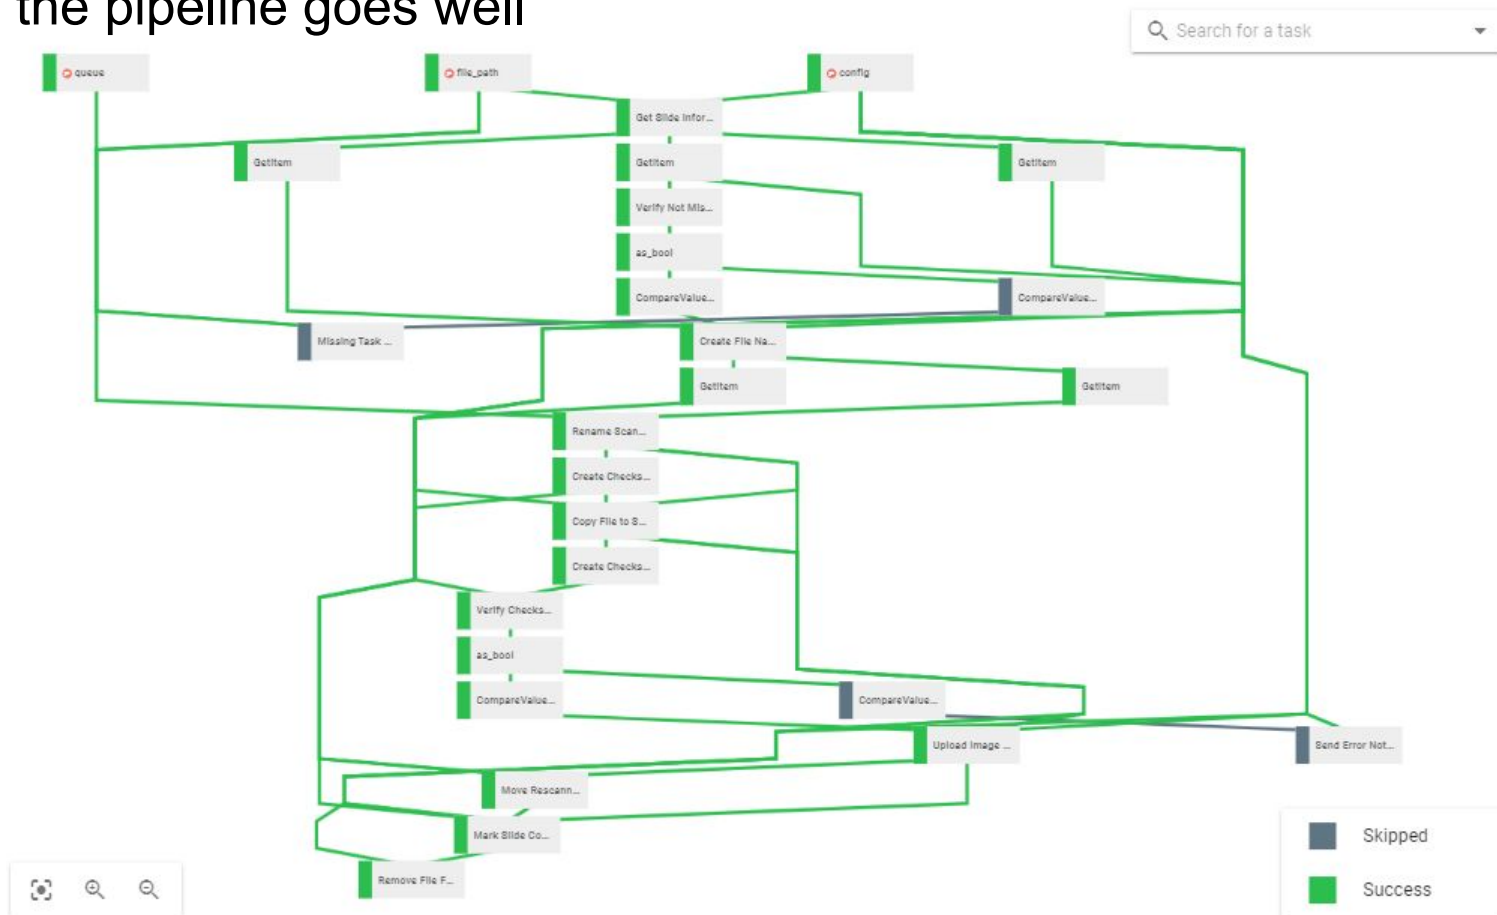 the pipeline goes well
Search for a task
queue
file_path
config
Get Slide Infor...
GetItem
GetItem
GetItem
Verify Not Mis...
as_bool
CompareValue...
CompareValue...
Missing Task ...
Create File Na...
GetItem
GetItem
Rename Scan...
Create Checks...
Copy File to S...
Create Checks...
Verify Checks...
as_bool
CompareValue...
CompareValue...
Upload Image ...
Send Error Not...
Move Rescann...
Mark Slide Co...
Remove File F...
Skipped
Success